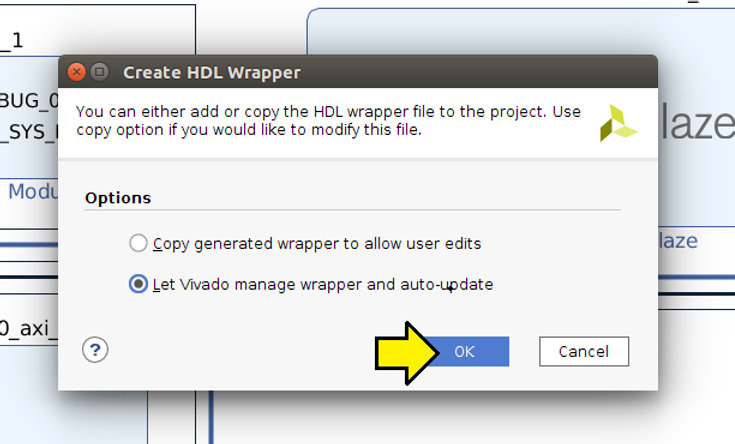 _1
Create HDL Wrapper
You can either add or copy the HDL wrapper file to the project. Use
copy option if you would like to modify this file.
laze
BUG_0
_SYS_
Modu
Options
Copy generated wrapper to allow user edits
laze
Let Vivado manage wrapper and auto-update
0_axi_
?
OK
Cancel